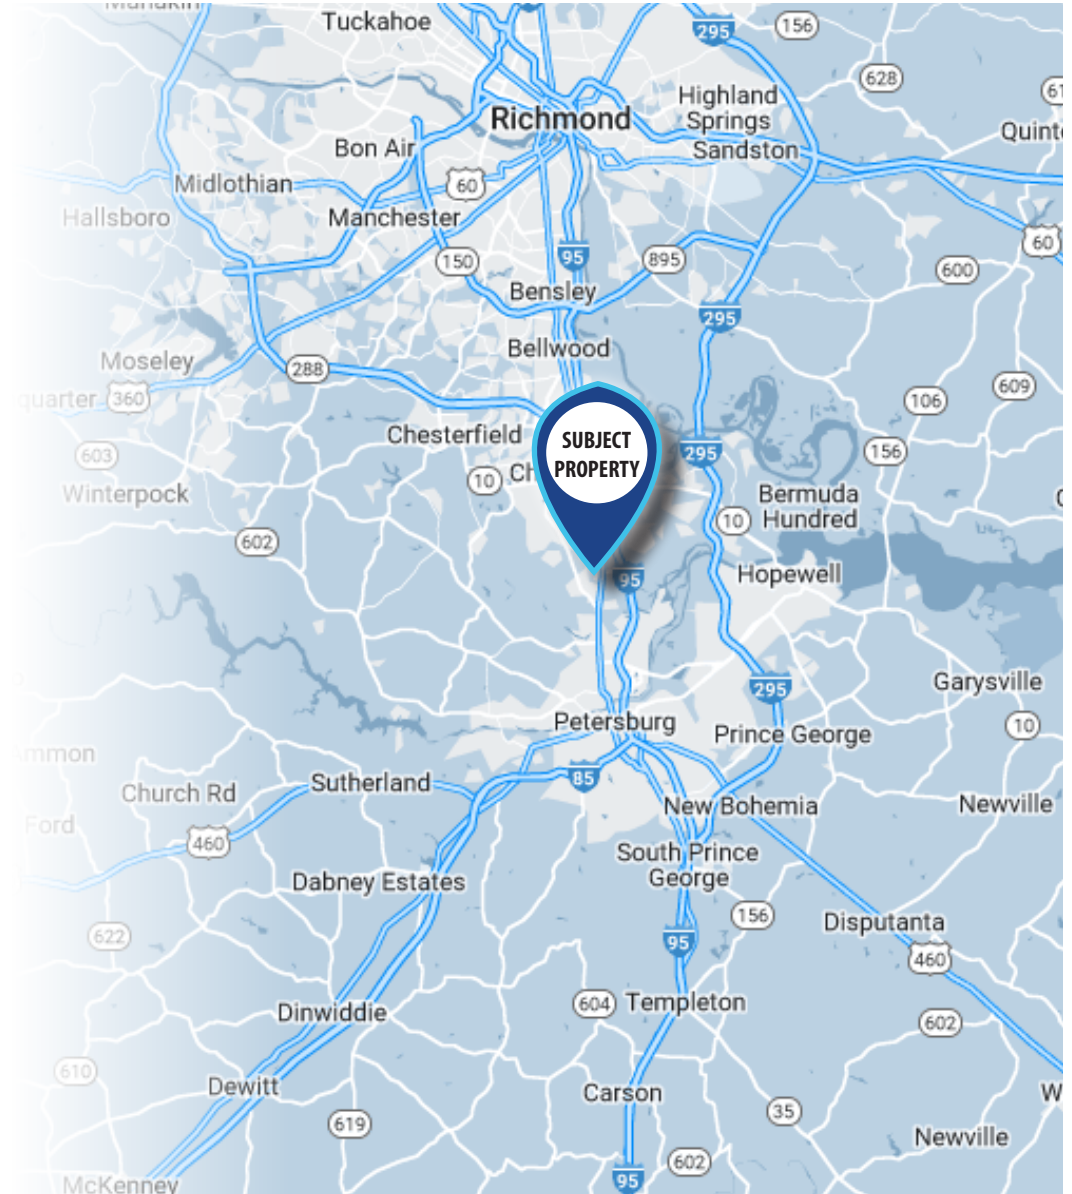 Manakin
Tuckahoe
295
156
628
Highland
Springs
Richmond
Bon Air
Sandston
Midlothian
60
Hallsboro
Manchester
60
150
95
895
600
Bensley
295
Bellwood
Moseley
288
609
360
quarter
106
Chesterfield
SUBJECT
PROPERTY
603
295
156
10
Winterpock
Bermuda
Hundred
10
602
Hopewell
95
Garysville
295
Petersburg
10
Prince George
Sutherland
85
Church Rd
New Bohemia
Newville
Ford
460
South Prince
George
Dabney Estates
156
Disputanta
622
95
460
604
Templeton
Dinwiddie
602
610
Dewitt
Carson
35
619
Newville
602
McKenney
95